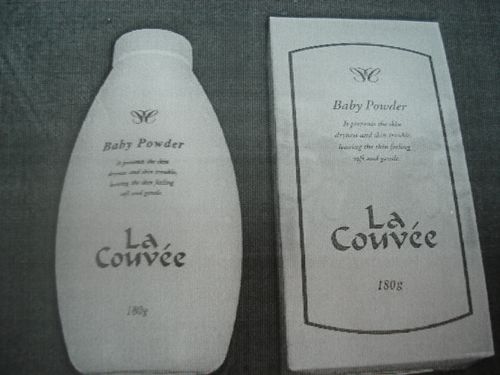 Baby Powder
It prevents the skin
dryness and skin trouble,
leaving the skin feeling
soft and gentle.
La
Couvée
180g
Baby Powder
It prevents the skin
dryness and skin trouble,
leaving the skin feeling
soft and gentle.
La
Couvée
180g